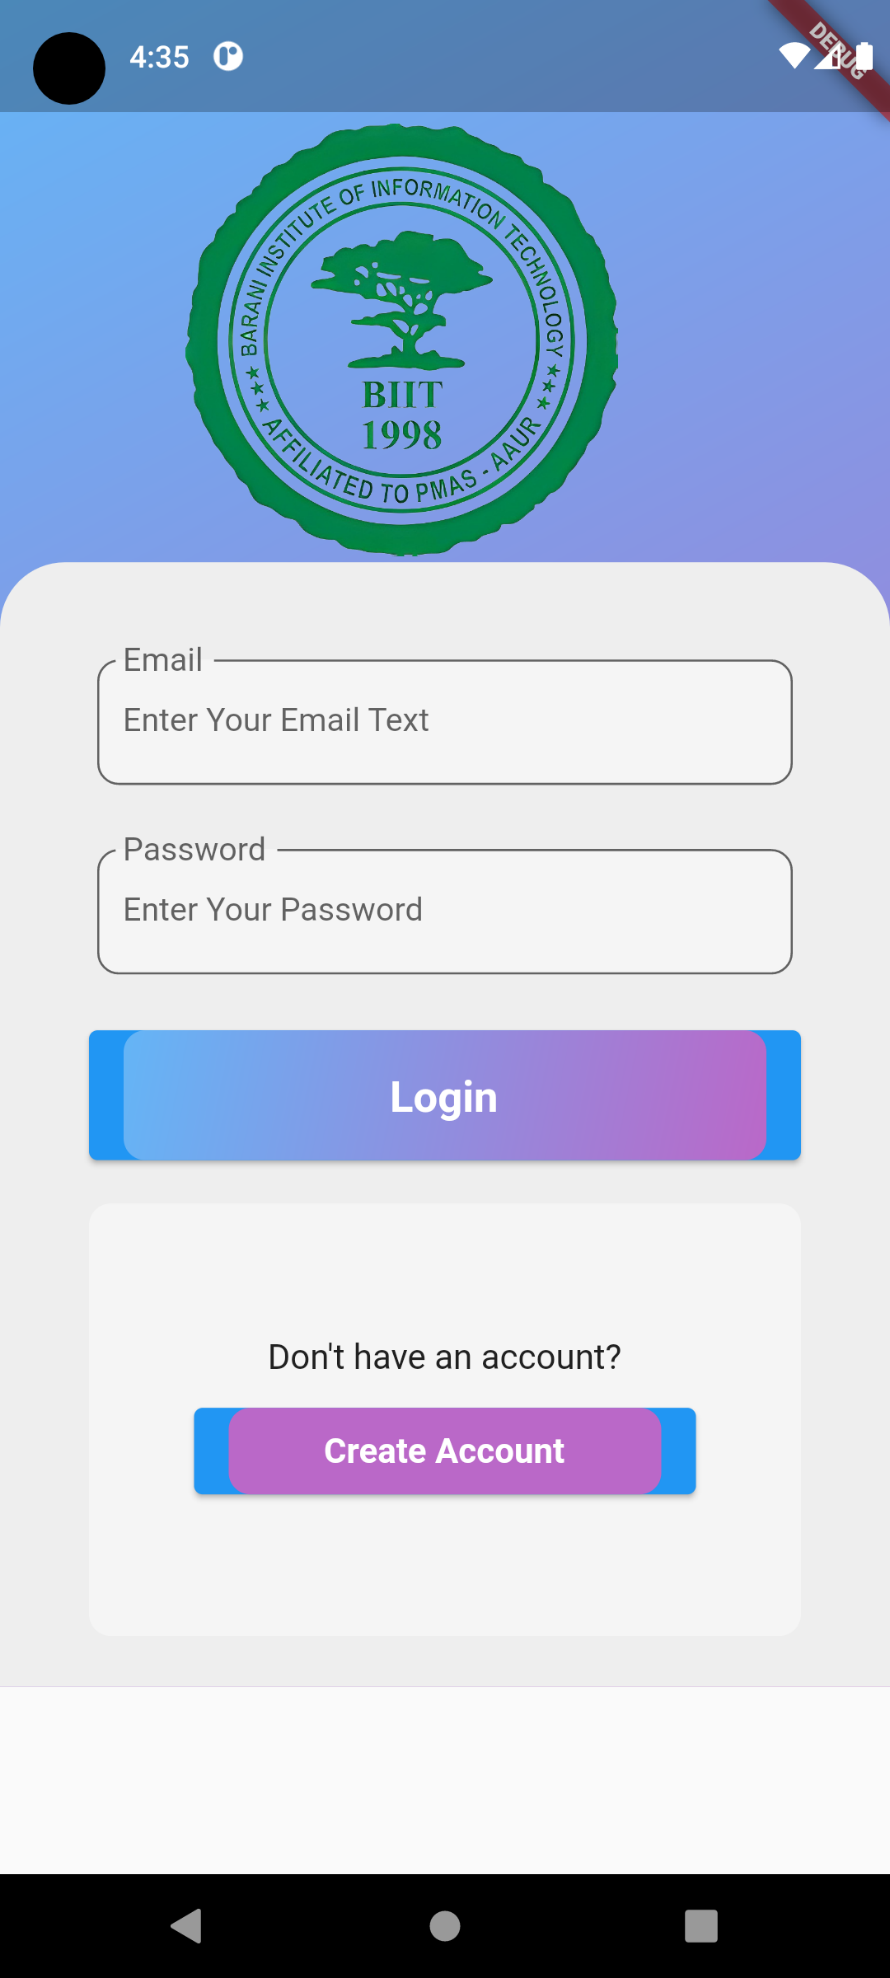 4:35
DEBUG
BARANI INSTITUTE OF INFORMATION TECHNOLOGY
BIIT
1998
AFFILIATED TO PMAS - AAUR
Email
Enter Your Email Text
Password
Enter Your Password
Login
Don't have an account?
Create Account